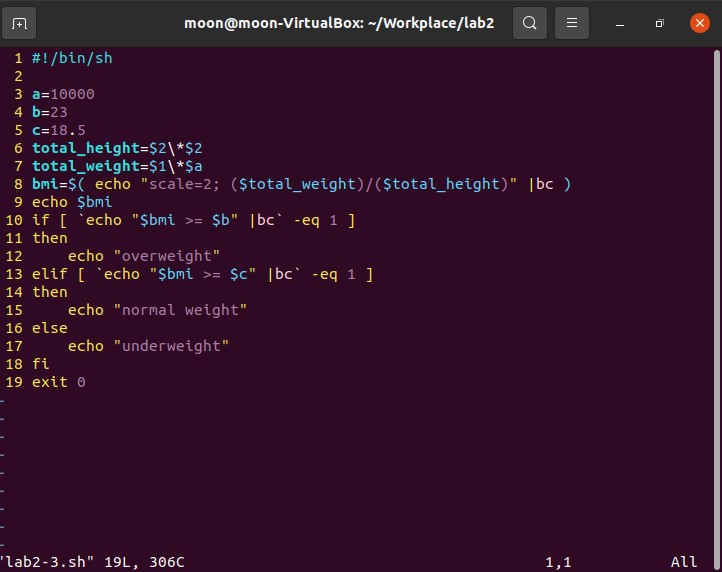 moon@moon-VirtualBox: ~/Workplace/lab2
1 #!/bin/sh
2
3 a=10000
4 b=23
5 c=18.5
6 total_height=$2\*$2
7 total_weight=$1\*$a
8 bmi=$( echo "scale=2; ($total_weight)/($total_height)" |bc )
9 echo $bmi
10 if [ `echo "$bmi >= $b" |bc` -eq 1 ]
11 then
12     echo "overweight"
13 elif [ `echo "$bmi >= $c" |bc` -eq 1 ]
14 then
15     echo "normal weight"
16 else
17     echo "underweight"
18 fi
19 exit 0
~
~
~
~
~
~
~
~
~
"lab2-3.sh" 19L, 306C 1,1 All